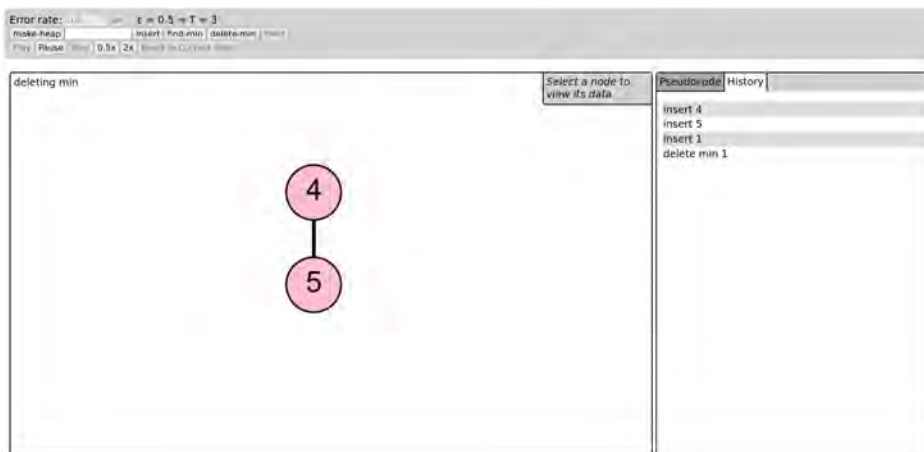 Error rate: ε = 0.5 → T = 3
make-heap insert find-min delete-min
Play Pause 0.5x 2x
deleting min
Select a node to
view its data.
Pseudocode History
insert 4
insert 5
insert 1
delete min 1
4
5